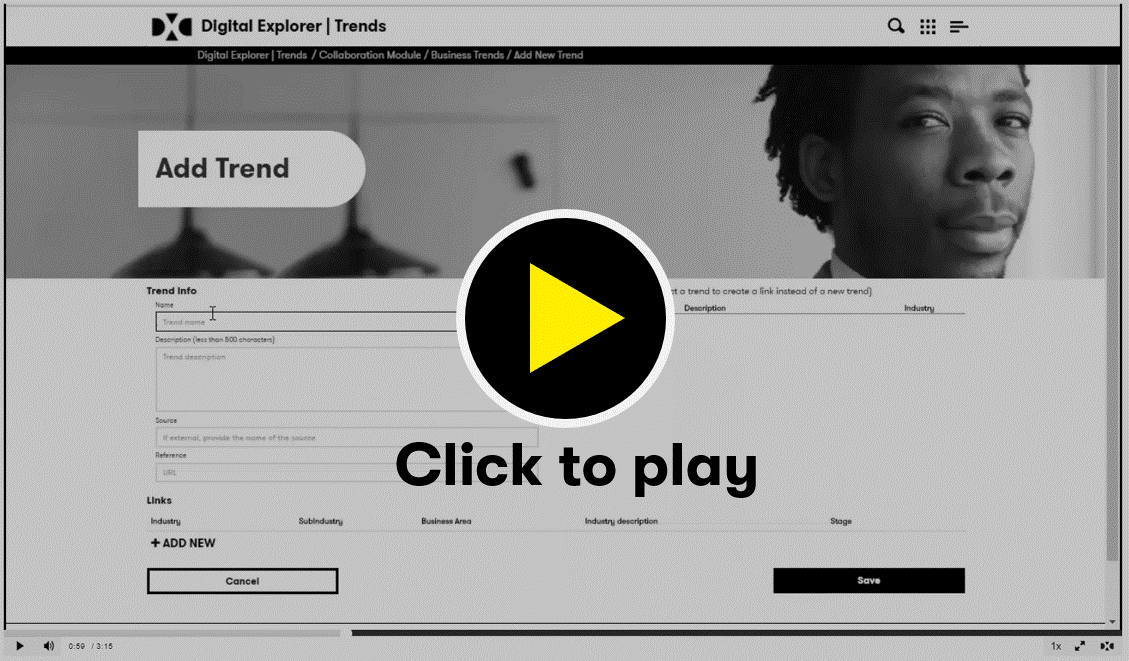 Digital Explorer | Trends
Digital Explorer | Trends / Collaboration Module / Business Trends / Add New Trend
Add Trend
Trend Info
ct a trend to create a link instead of a new trend)
Name
Description
Industry
Trend name
Description (less than 500 characters)
Trend description
Source
If external, provide the name of the source
Reference
URL
Click to play
Links
Industry
SubIndustry
Business Area
Industry description
Stage
+ ADD NEW
Cancel
Save
0:59 / 3:15
1x